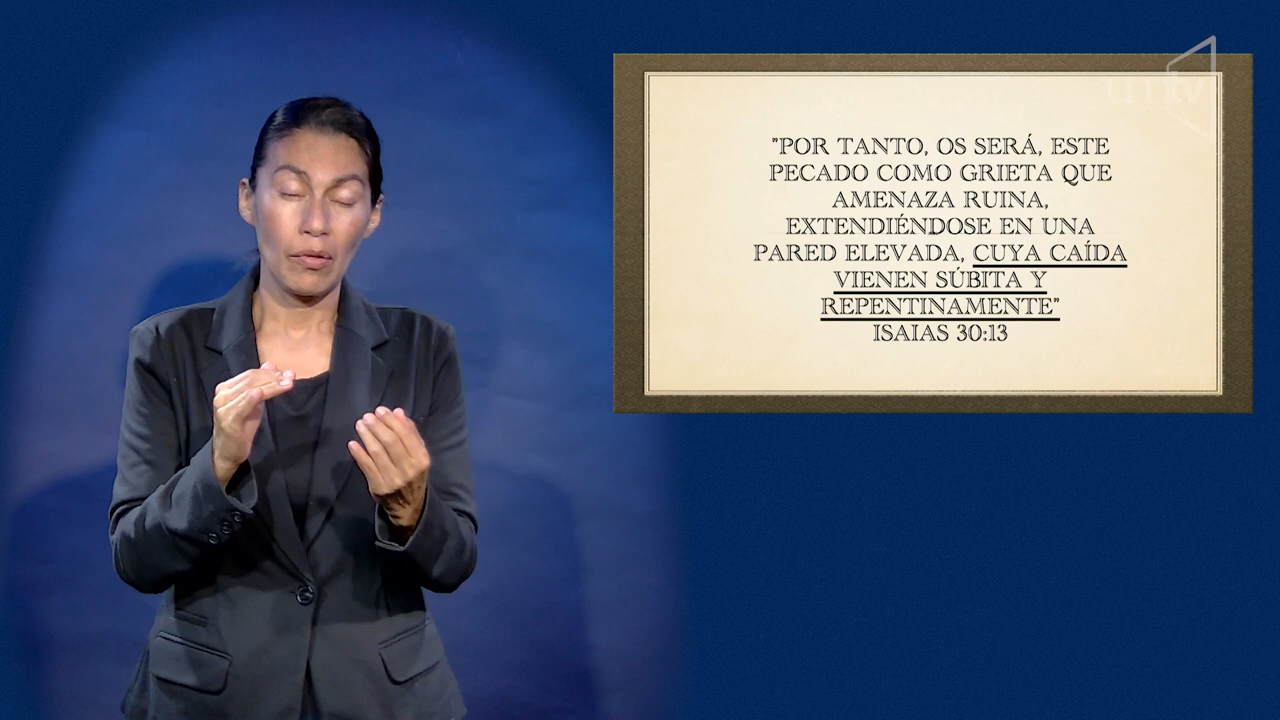 "POR TANTO, OS SERÁ, ESTE
PECADO COMO GRIETA QUE
AMENAZA RUINA,
EXTENDIÉNDOSE EN UNA
PARED ELEVADA, CUYA CAÍDA
VIENEN SÚBITA Y
REPENTINAMENTE"
ISAIAS 30:13